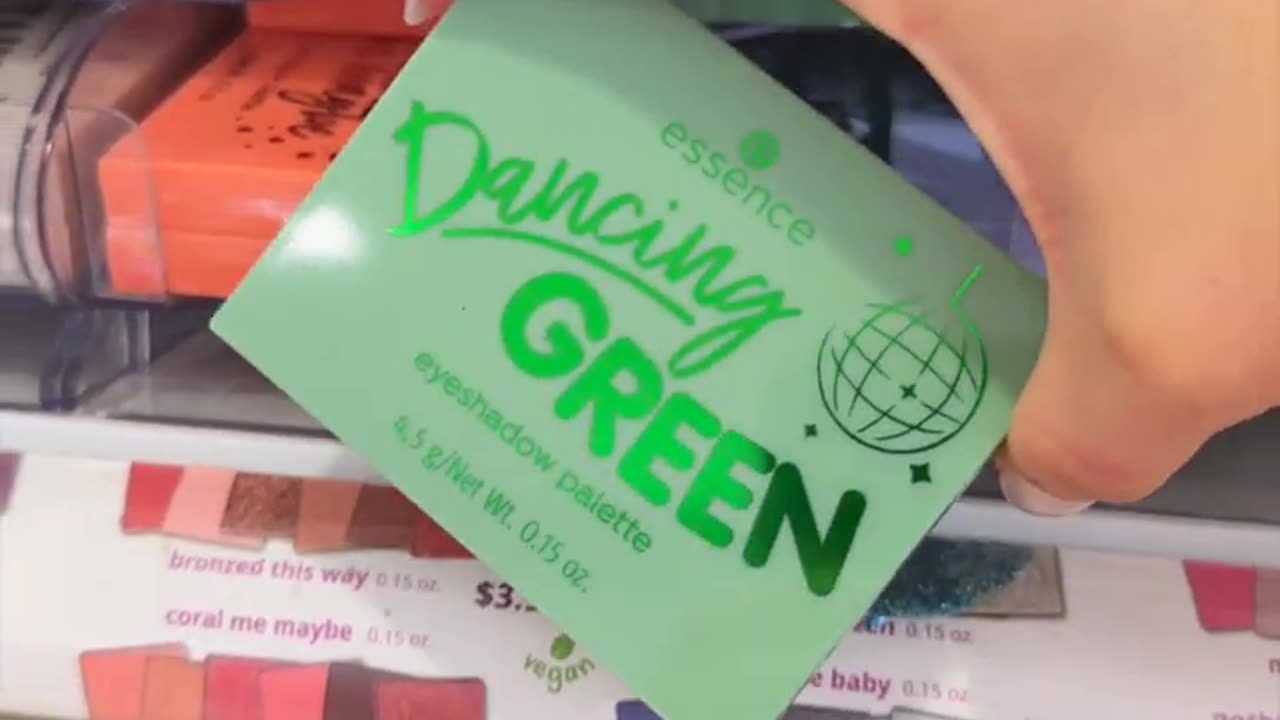 essence
Dancing
GREEN
eyeshadow palette
4,5 g/Net Wt. 0.15 oz.
bronzed this way 0.15 oz.
$3.
coral me maybe 0.15 oz.
vegan
0.15 oz.
baby 0.15 oz